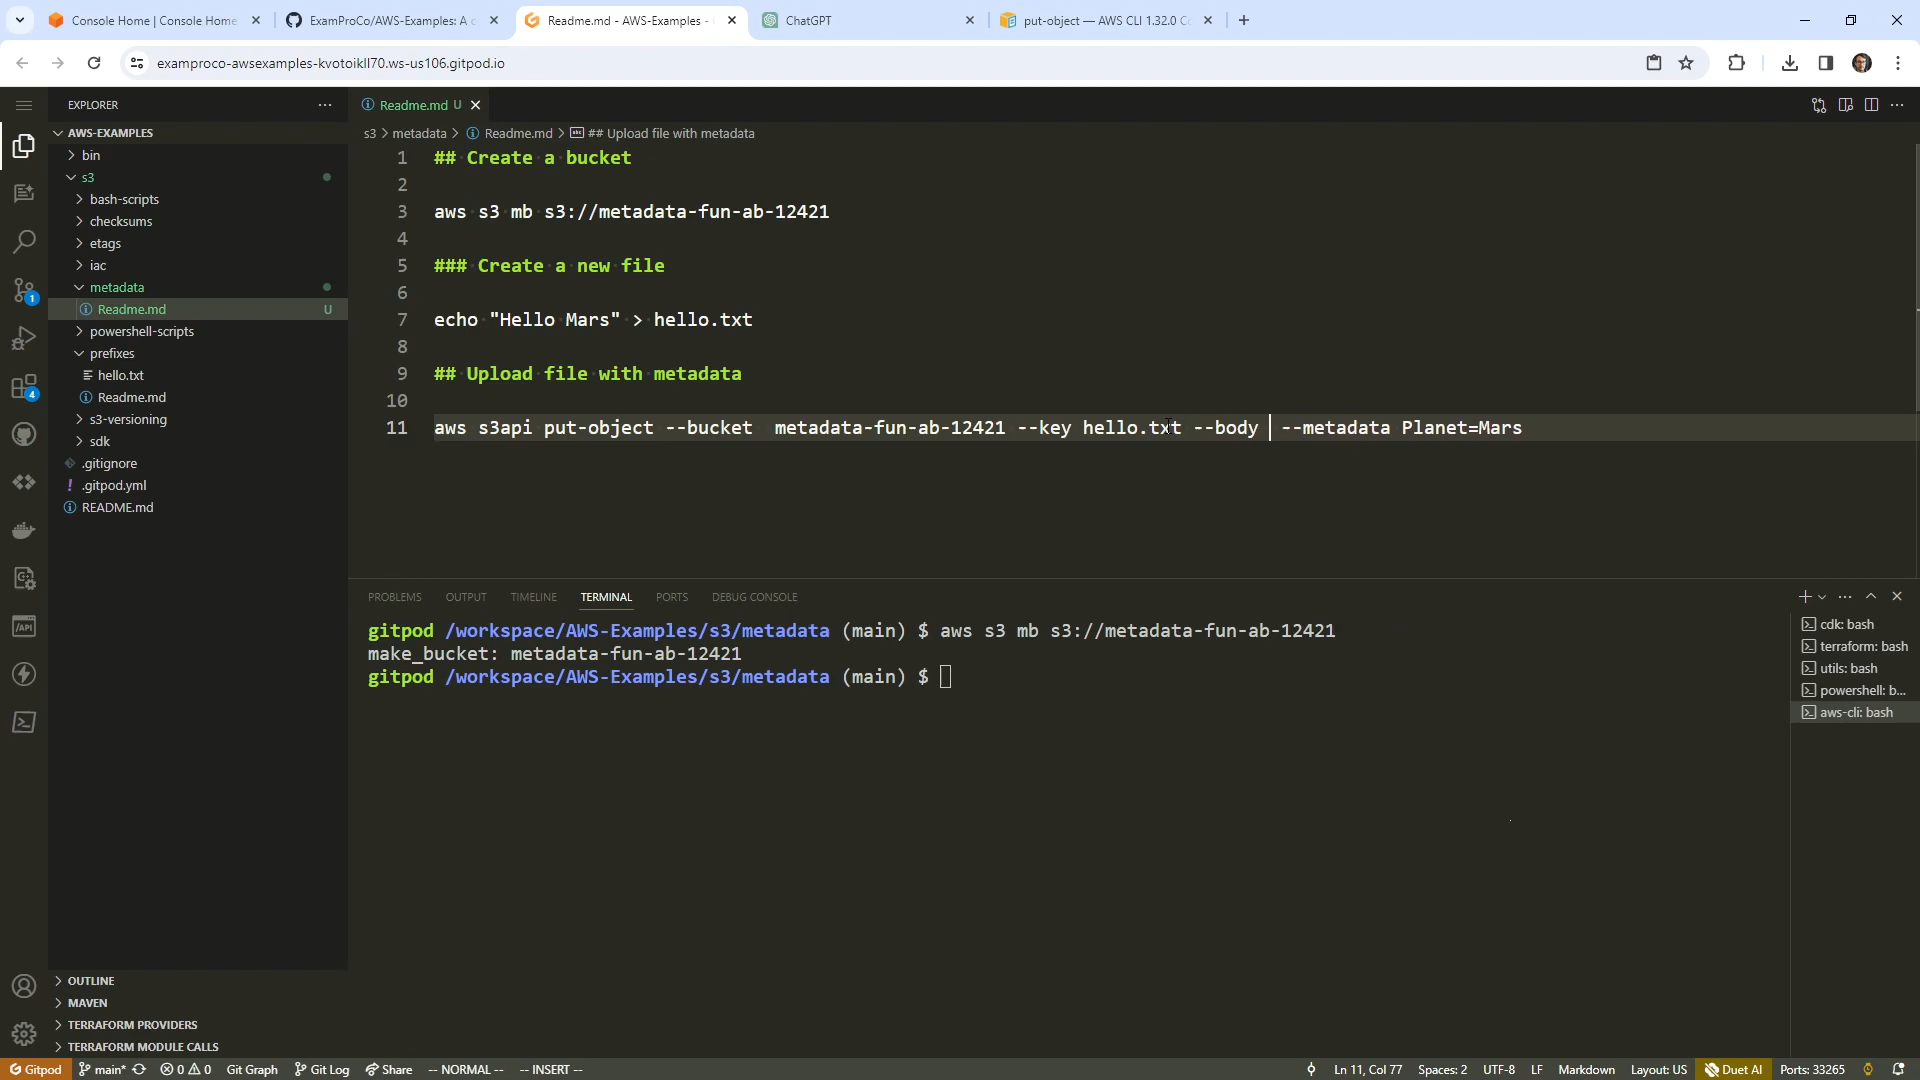 Console Home | Console Home
ExamProCo/AWS-Examples: A c
Readme.md - AWS-Examples -
ChatGPT
put-object — AWS CLI 1.32.0 C
examproco-awsexamples-kvotoikll70.ws-us106.gitpod.io
EXPLORER
Readme.md U
AWS-EXAMPLES
s3 > metadata > Readme.md > ## Upload file with metadata
bin
s3
bash-scripts
checksums
etags
iac
metadata
Readme.md U
powershell-scripts
prefixes
hello.txt
Readme.md
s3-versioning
sdk
.gitignore
.gitpod.yml
README.md
1 ## Create a bucket
2
3 aws s3 mb s3://metadata-fun-ab-12421
4
5 ### Create a new file
6
7 echo "Hello Mars" > hello.txt
8
9 ## Upload file with metadata
10
11 aws s3api put-object --bucket  metadata-fun-ab-12421 --key hello.txt --body  --metadata Planet=Mars
PROBLEMS OUTPUT TIMELINE TERMINAL PORTS DEBUG CONSOLE
gitpod /workspace/AWS-Examples/s3/metadata (main) $ aws s3 mb s3://metadata-fun-ab-12421
make_bucket: metadata-fun-ab-12421
gitpod /workspace/AWS-Examples/s3/metadata (main) $
cdk: bash
terraform: bash
utils: bash
powershell: b...
aws-cli: bash
1
4
API
OUTLINE
MAVEN
TERRAFORM PROVIDERS
TERRAFORM MODULE CALLS
Gitpod main* 0 0 Git Graph Git Log Share -- NORMAL -- -- INSERT -- Ln 11, Col 77 Spaces: 2 UTF-8 LF Markdown Layout: US Duet AI Ports: 33265